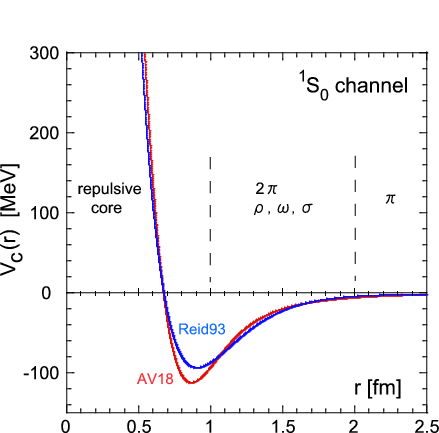 300
200
100
0
-100
V_C(r) [MeV]
¹S₀ channel
repulsive
core
2π
ρ , ω , σ
π
Reid93
AV18
r [fm]
0
0.5
1
1.5
2
2.5